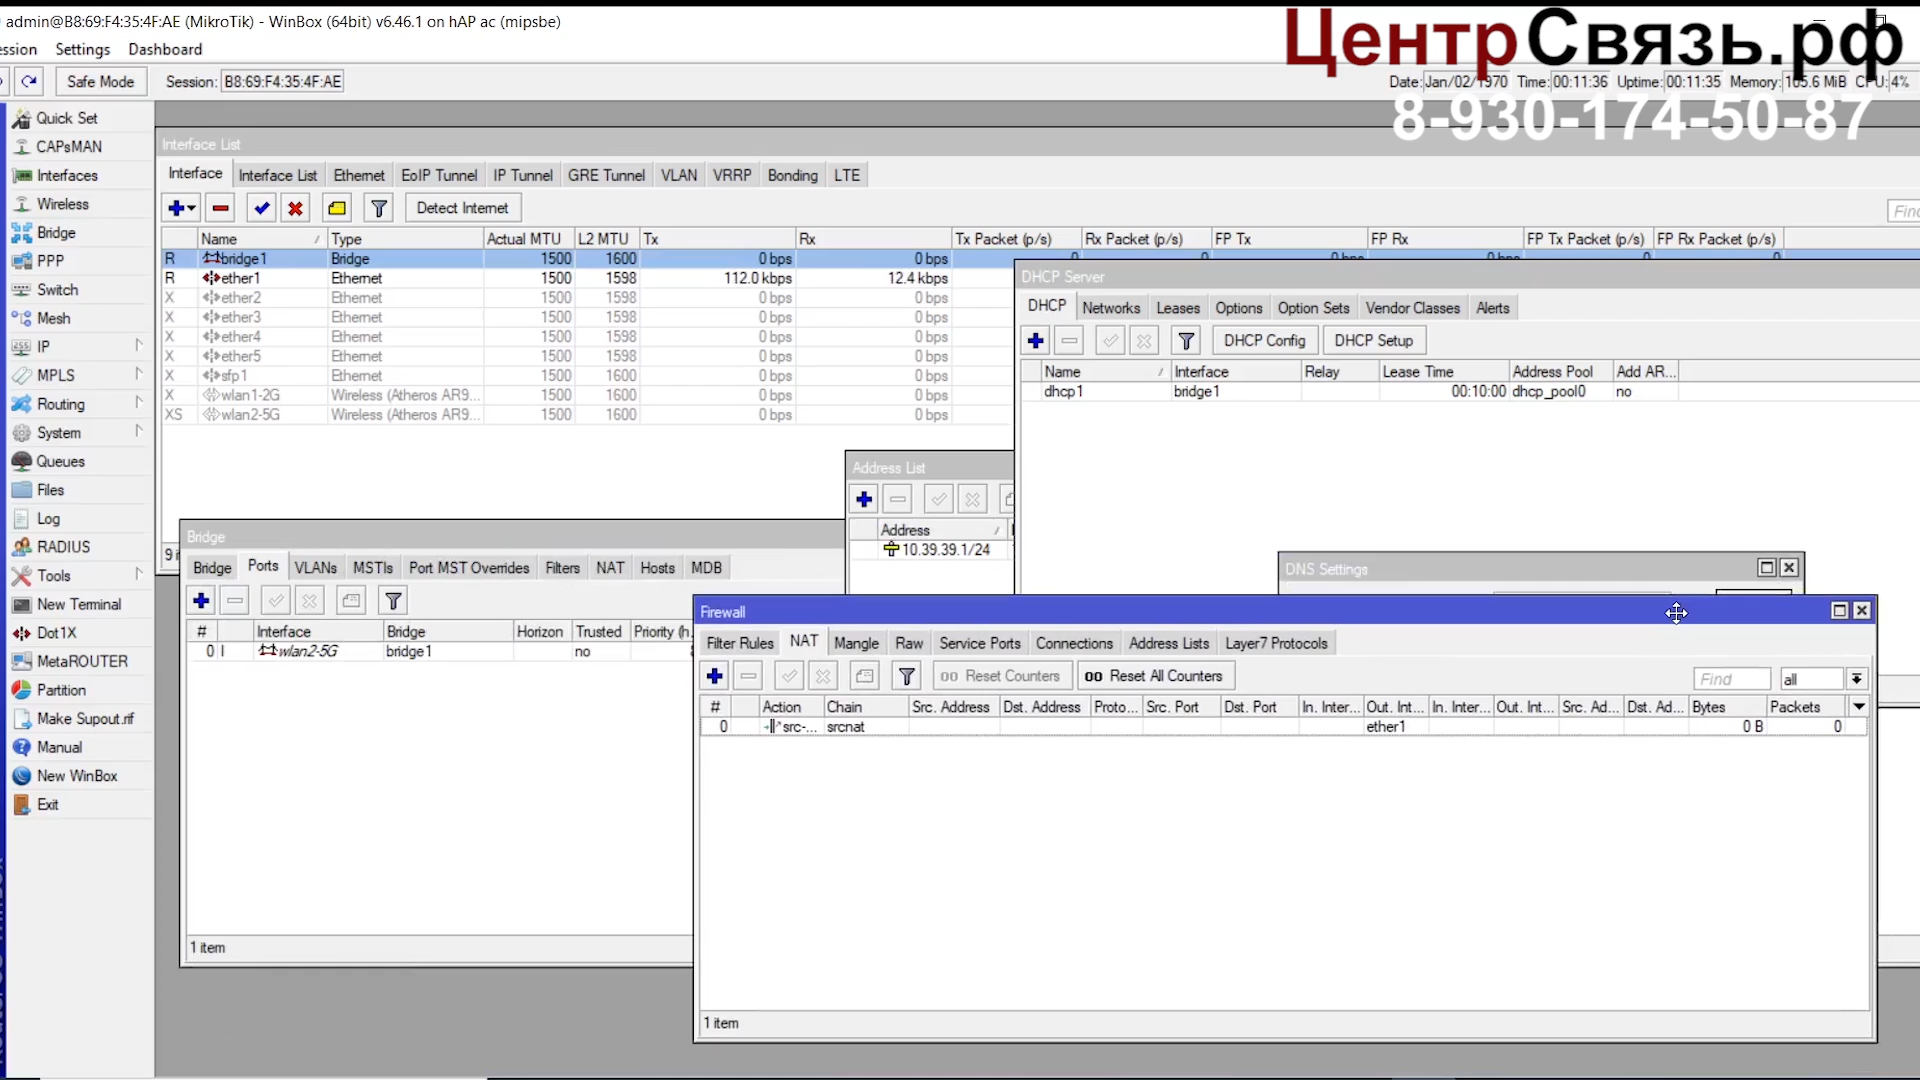 admin@B8:69:F4:35:4F:AE (MikroTik) - WinBox (64bit) v6.46.1 on hAP ac (mipsbe)
ЦентрСвязь.рф
ession Settings Dashboard
Safe Mode Session: B8:69:F4:35:4F:AE Date: Jan/02/1970 Time: 00:11:36 Uptime: 00:11:35 Memory: 105.6 MiB CPU: 4%
8-930-174-50-87
Quick Set
CAPsMAN
Interfaces
Wireless
Bridge
PPP
Switch
Mesh
IP
MPLS
Routing
System
Queues
Files
Log
RADIUS
Tools
New Terminal
Dot1X
MetaROUTER
Partition
Make Supout.rif
Manual
New WinBox
Exit
Interface List
Interface Interface List Ethernet EoIP Tunnel IP Tunnel GRE Tunnel VLAN VRRP Bonding LTE
Detect Internet
Name / Type Actual MTU L2 MTU Tx Rx Tx Packet (p/s) Rx Packet (p/s) FP Tx FP Rx FP Tx Packet (p/s) FP Rx Packet (p/s)
R bridge1 Bridge 1500 1600 0 bps 0 bps 0 0 0 bps 0 bps 0 0
R ether1 Ethernet 1500 1598 112.0 kbps 12.4 kbps
X ether2 Ethernet 1500 1598 0 bps 0 bps
X ether3 Ethernet 1500 1598 0 bps 0 bps
X ether4 Ethernet 1500 1598 0 bps 0 bps
X ether5 Ethernet 1500 1598 0 bps 0 bps
X sfp1 Ethernet 1500 1600 0 bps 0 bps
X wlan1-2G Wireless (Atheros AR9... 1500 1600 0 bps 0 bps
XS wlan2-5G Wireless (Atheros AR9... 1500 1600 0 bps 0 bps
DHCP Server
DHCP Networks Leases Options Option Sets Vendor Classes Alerts
DHCP Config DHCP Setup
Name / Interface Relay Lease Time Address Pool Add AR...
dhcp1 bridge1 00:10:00 dhcp_pool0 no
Address List
Address /
10.39.39.1/24
DNS Settings
Bridge
Bridge Ports VLANs MSTIs Port MST Overrides Filters NAT Hosts MDB
# Interface Bridge Horizon Trusted Priority (h
0 I wlan2-5G bridge1 no
1 item
Firewall
Filter Rules NAT Mangle Raw Service Ports Connections Address Lists Layer7 Protocols
00 Reset Counters 00 Reset All Counters Find all
# Action Chain Src. Address Dst. Address Proto... Src. Port Dst. Port In. Inter... Out. Int... In. Inter... Out. Int... Src. Ad... Dst. Ad... Bytes Packets
0 src-... srcnat ether1 0 B 0
1 item